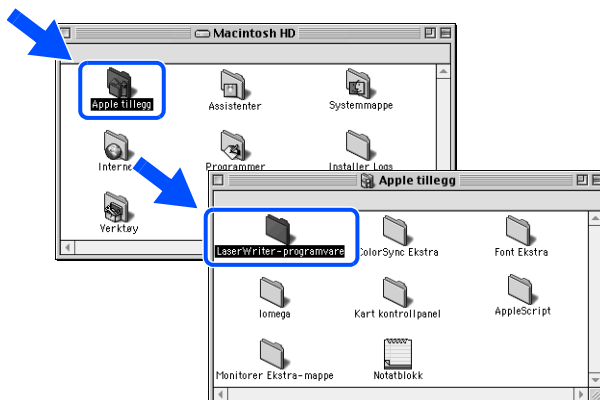 Macintosh HD
Apple tillegg
Assistenter
Systemmappe
Interne
Programmer
Installer Logs
Verktøy
Apple tillegg
LaserWriter-programvare
ColorSync Ekstra
Font Ekstra
Iomega
Kart kontrollpanel
AppleScript
Monitorer Ekstra-mappe
Notatblokk